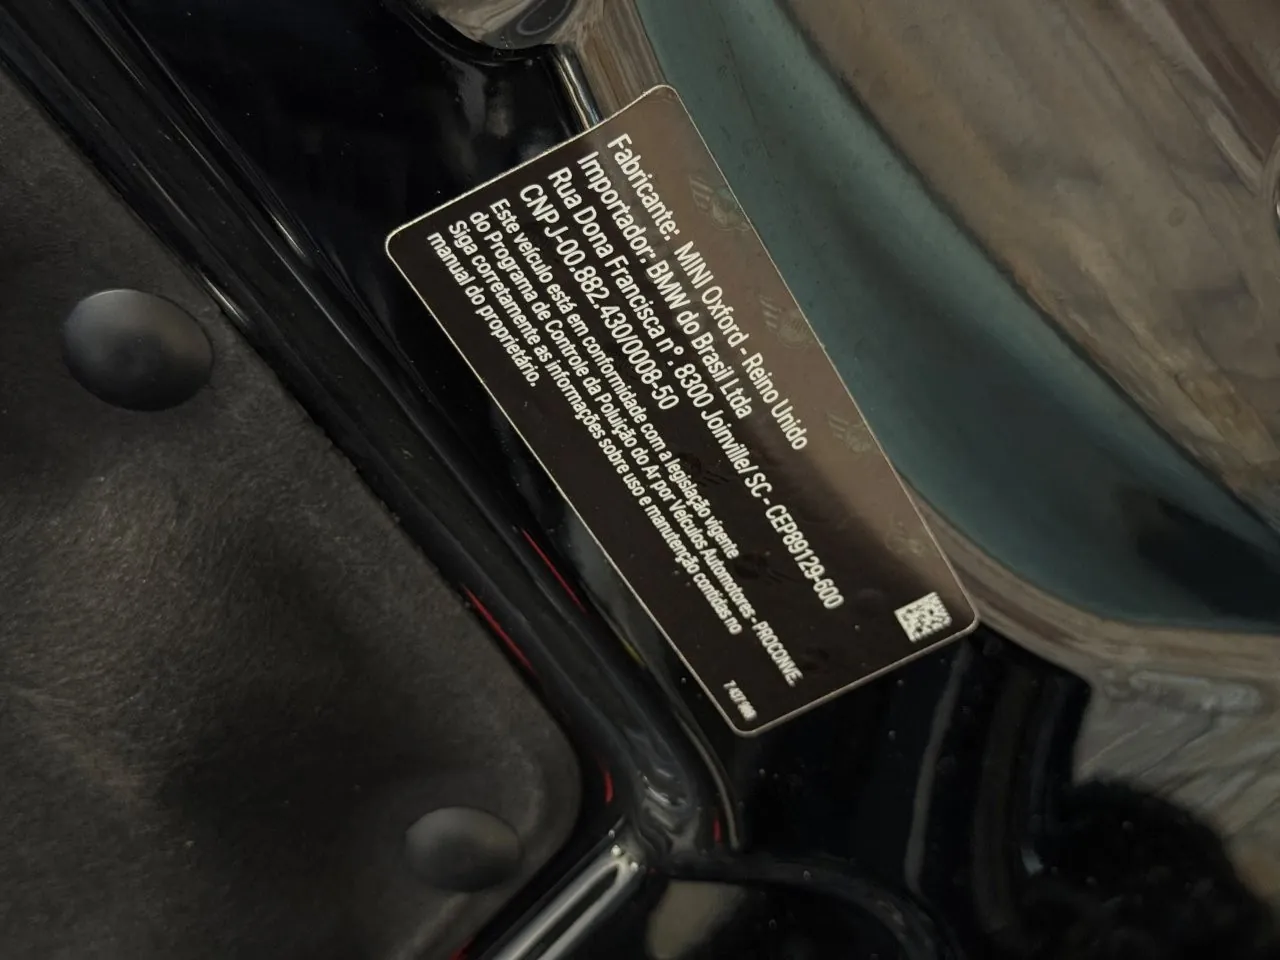 Fabricante: MINI Oxford - Reino Unido
Importador: BMW do Brasil Ltda
Rua Dona Francisca nº. 8300 Joinville/ SC - CEP89129-600
CNPJ-00.882.430/0008-50
Este veículo está em conformidade com a legislação vigente
do Programa de Controle da Poluição do Ar por Veículos Automotores - PROCONVE.
Siga corretamente as informações sobre uso e manutenção contidas no
manual do proprietário.